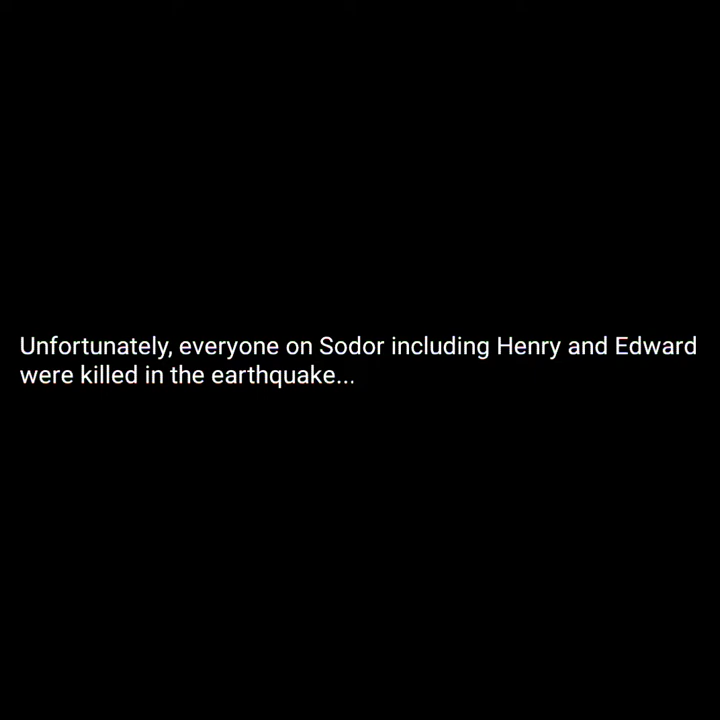 Unfortunately, everyone on Sodor including Henry and Edward
were killed in the earthquake...